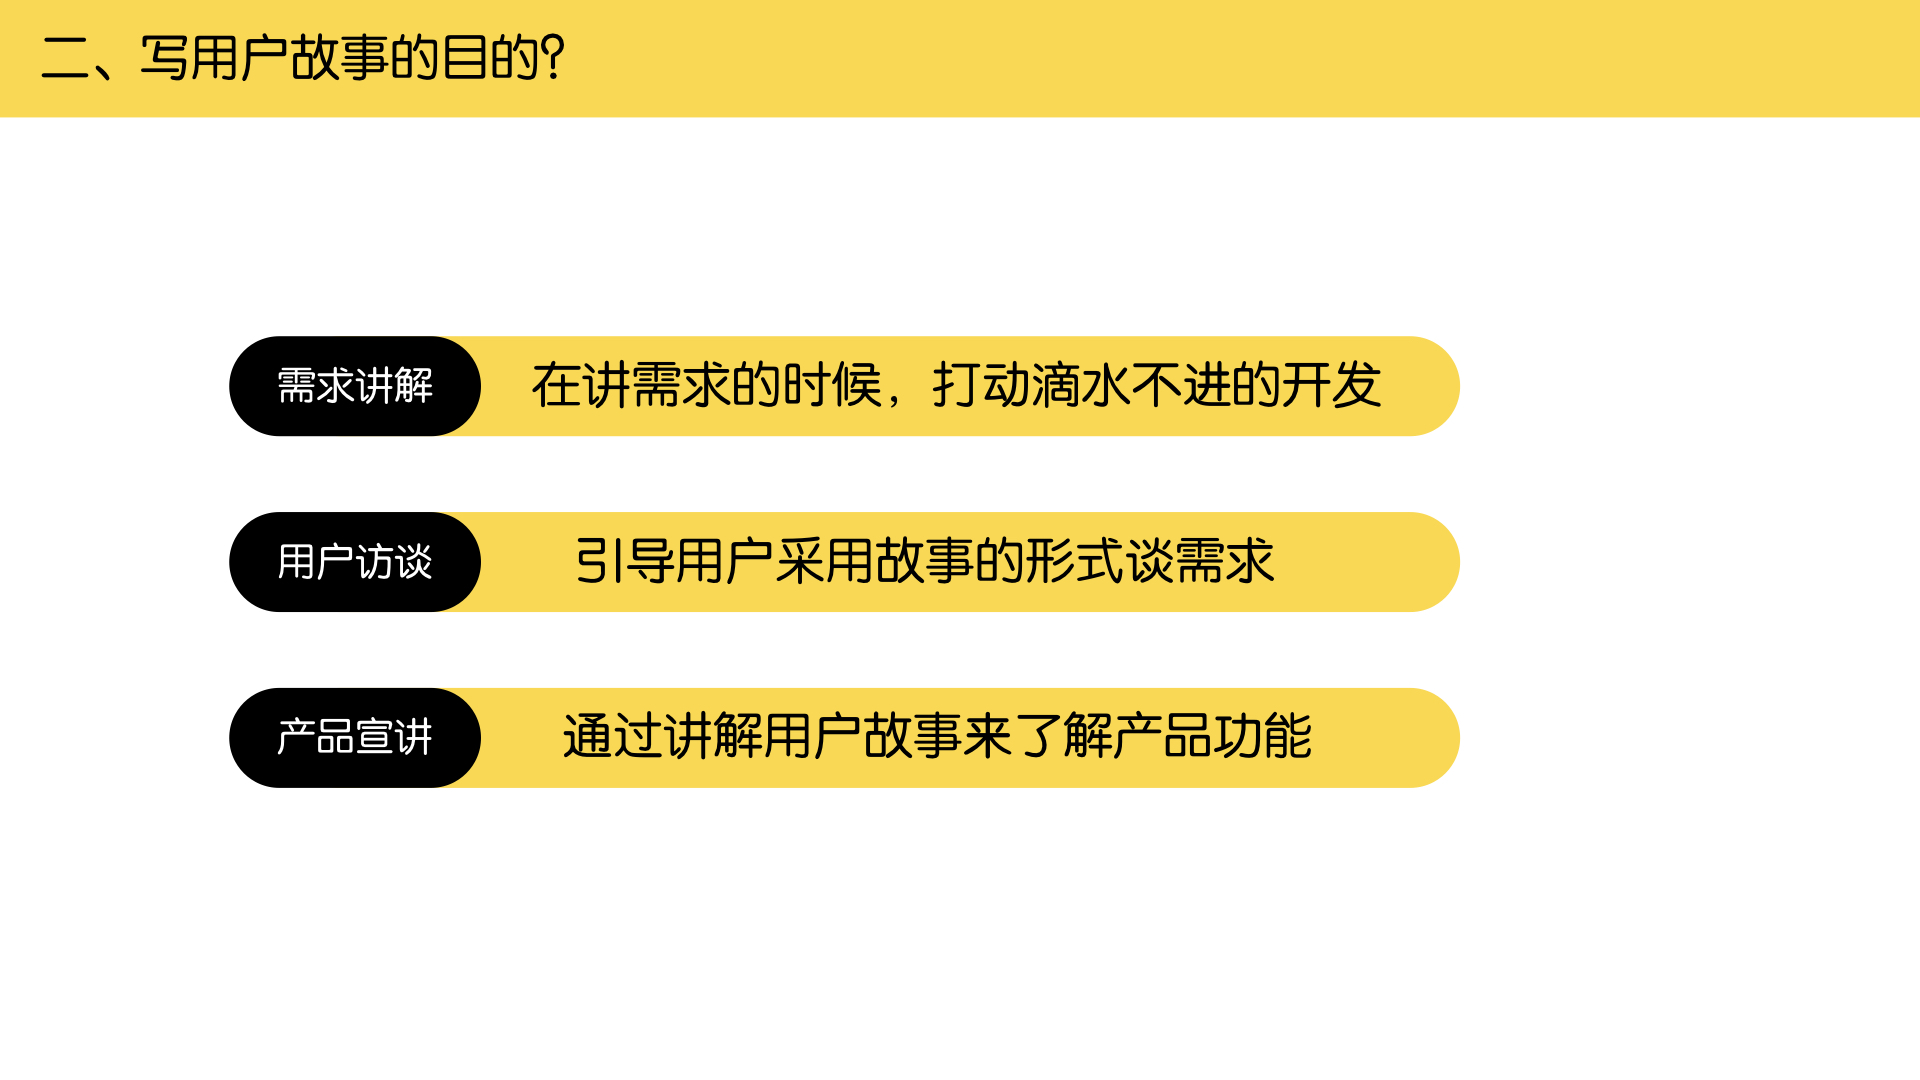 二、写用户故事的目的?
需求讲解
在讲需求的时候，打动滴水不进的开发
用户访谈
引导用户采用故事的形式谈需求
产品宣讲
通过讲解用户故事来了解产品功能